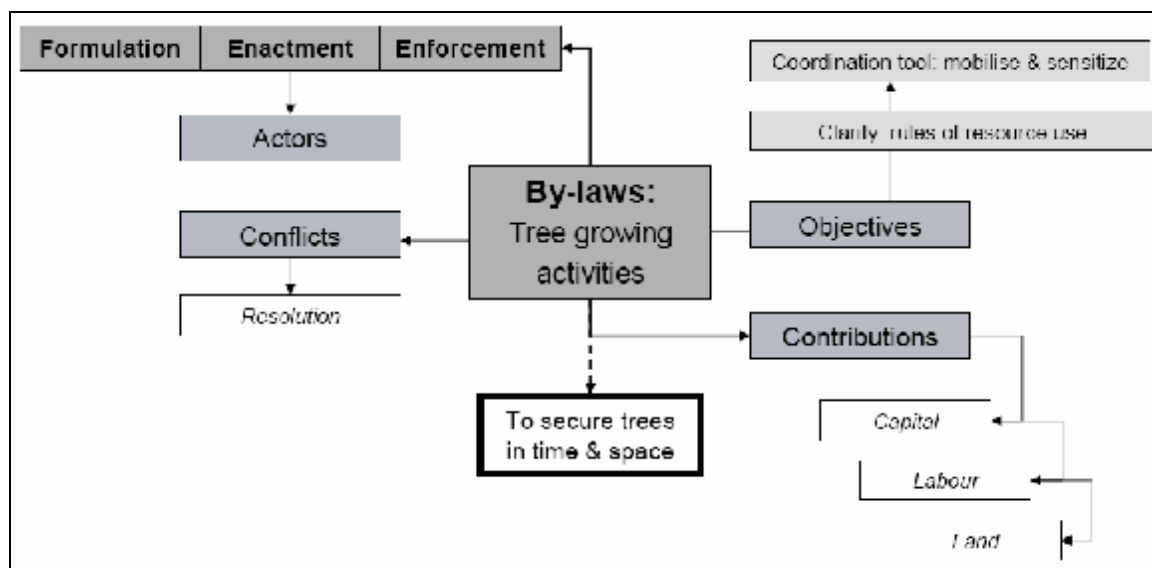 Formulation Enactment Enforcement
Coordination tool: mobilise & sensitize
Actors
Clarify rules of resource use
By-laws:
Tree growing
activities
Conflicts
Objectives
Resolution
Contributions
To secure trees
in time & space
Capital
Labour
Land